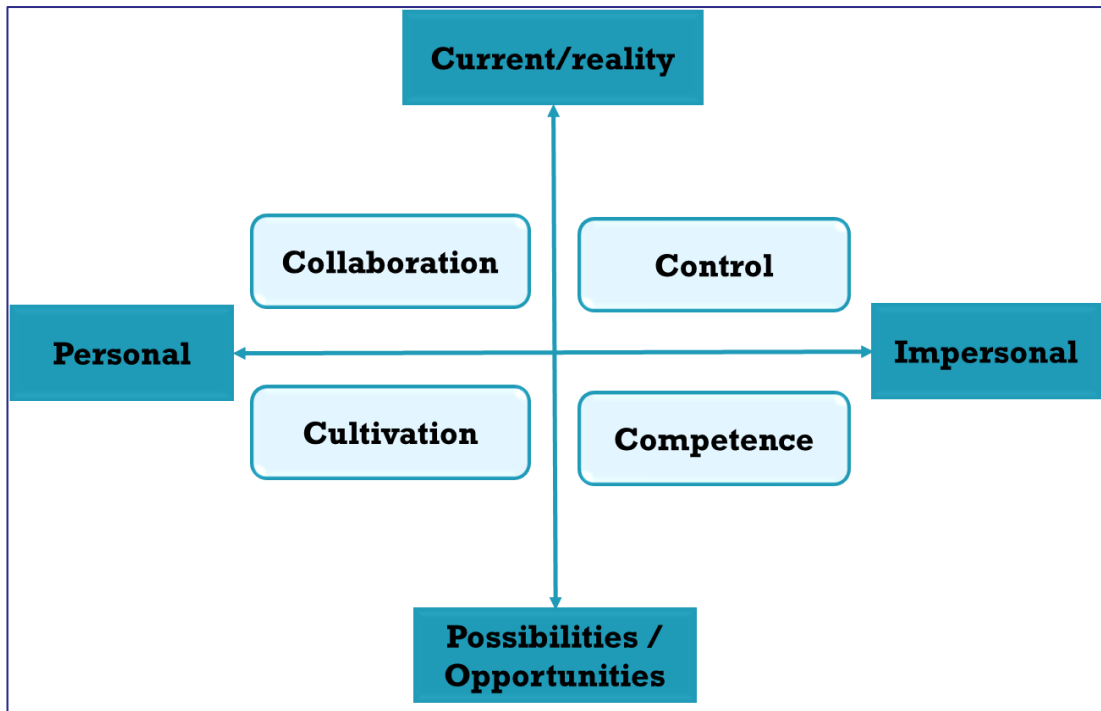 Current/reality
Collaboration
Control
Personal
Impersonal
Cultivation
Competence
Possibilities /
Opportunities